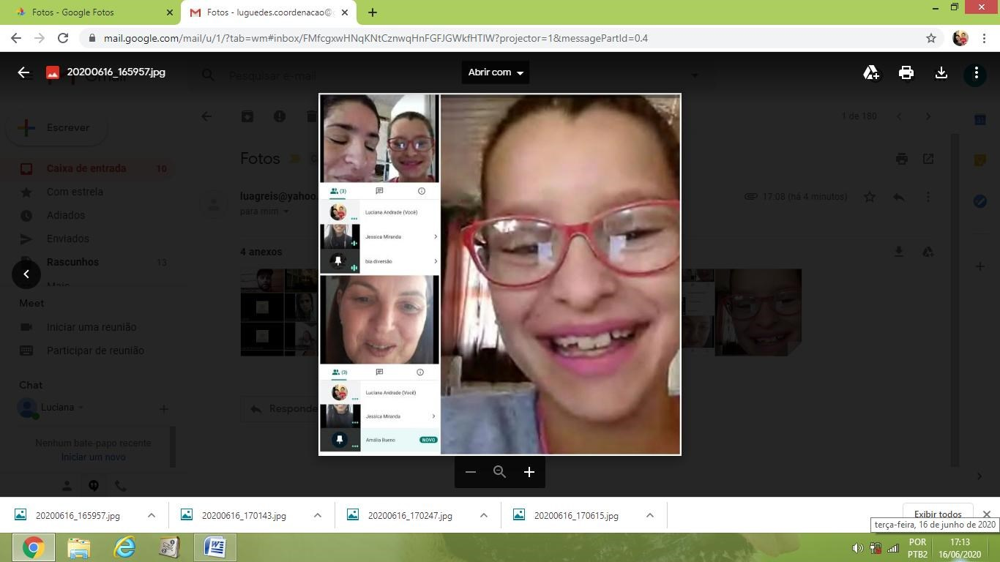 Fotos - Google Fotos
Fotos - luguedes.coordenacao@
mail.google.com/mail/u/1/?tab=wm#inbox/FMfcgxwHNqKNtCznwqHnFGFJGWkfHTlW?projector=1&messagePartId=0.4
20200616_165957.jpg
Abrir com
Pesquisar e-mail
Escrever
1 de 180
Caixa de entrada 10
Com estrela
Adiados
Enviados
Rascunhos 13
Mais
Fotos
luagreis@yahoo.
para mim
17:08 (há 4 minutos)
4 anexos
Meet
Iniciar uma reunião
Participar de reunião
Chat
Luciana
Nenhum bate-papo recente
Iniciar um novo
Responde
(3)
Luciana Andrade (Você)
Jessica Miranda
bia diversão
(3)
Luciana Andrade (Você)
Jessica Miranda
Amália Bueno NOVO
20200616_165957.jpg
20200616_170143.jpg
20200616_170247.jpg
20200616_170615.jpg
Exibir todos
terça-feira, 16 de junho de 2020
POR
PTB2
17:13
16/06/2020